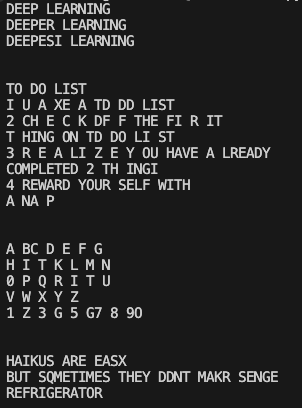 DEEP LEARNING
DEEPER LEARNING
DEEPESI LEARNING
TO DO LIST
I U A XE A TD DD LIST
2 CH E C K DF F THE FI R IT
T HING ON TD DO LI ST
3 R E A LI Z E Y OU HAVE A LREADY
COMPLETED 2 TH INGI
4 REWARD YOUR SELF WITH
A NA P
A BC D E F G
H I T K L M N
0 P Q R I T U
V W X Y Z
1 Z 3 G 5 G7 8 9O
HAIKUS ARE EASX
BUT SQMETIMES THEY DDNT MAKR SENGE
REFRIGERATOR